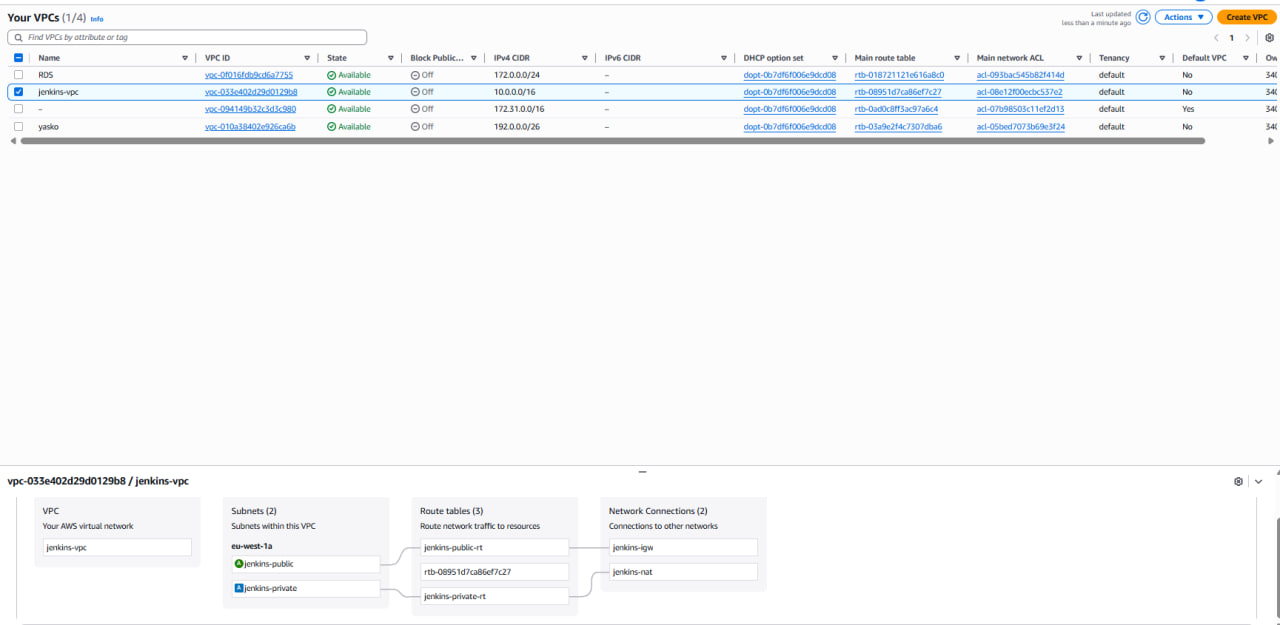 Your VPCs (1/4) Info
Last updated
less than a minute ago
Actions
Create VPC
Find VPCs by attribute or tag
1
Name VPC ID State Block Public... IPv4 CIDR IPv6 CIDR DHCP option set Main route table Main network ACL Tenancy Default VPC Ow
RDS vpc-0f016fdb9cd6a7755 Available Off 172.0.0.0/24 – dopt-0b7df6f006e9dcd08 rtb-018721121e616a8c0 acl-093bac545b82f414d default No 340
jenkins-vpc vpc-033e402d29d0129b8 Available Off 10.0.0.0/16 – dopt-0b7df6f006e9dcd08 rtb-08951d7ca86ef7c27 acl-08e12f00ecbc537e2 default No 340
– vpc-094149b32c3d3c980 Available Off 172.31.0.0/16 – dopt-0b7df6f006e9dcd08 rtb-0ad0c8ff3ac97a6c4 acl-07b98503c11ef2d13 default Yes 340
yasko vpc-010a38402e926ca6b Available Off 192.0.0.0/26 – dopt-0b7df6f006e9dcd08 rtb-03a9e2f4c7307dba6 acl-05bed7073b69e3f24 default No 340
vpc-033e402d29d0129b8 / jenkins-vpc
VPC
Your AWS virtual network
jenkins-vpc
Subnets (2)
Subnets within this VPC
eu-west-1a
A jenkins-public
A jenkins-private
Route tables (3)
Route network traffic to resources
jenkins-public-rt
rtb-08951d7ca86ef7c27
jenkins-private-rt
Network Connections (2)
Connections to other networks
jenkins-igw
jenkins-nat